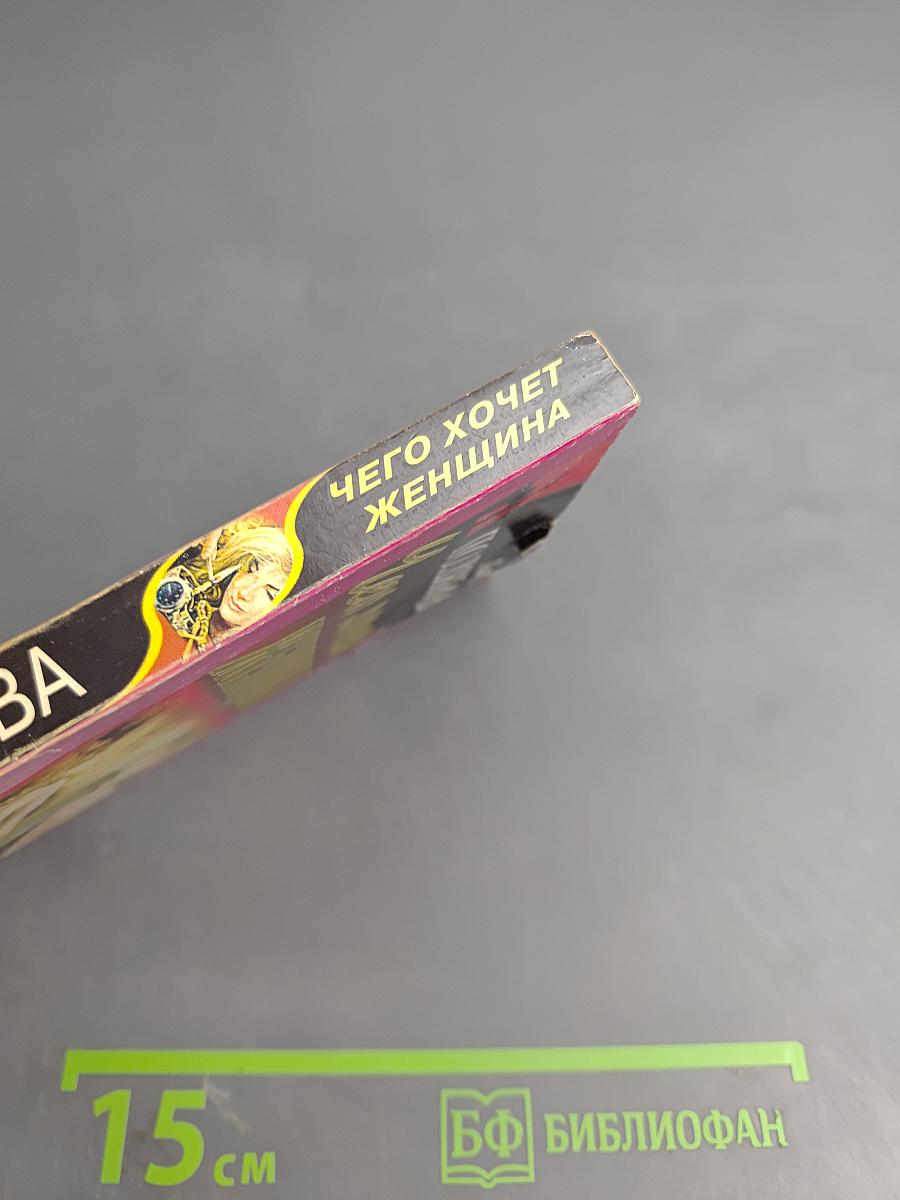 ЧЕГО ХОЧЕТ
ЖЕНЩИНА
ВА
15 см
БФ БИБЛИОФАН